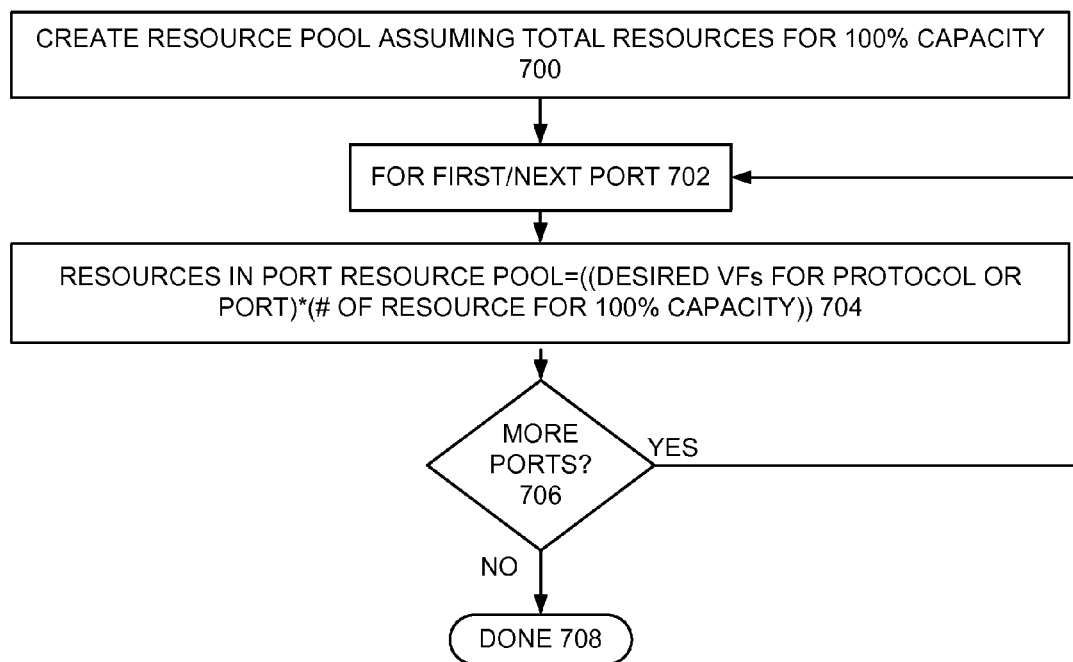 CREATE RESOURCE POOL ASSUMING TOTAL RESOURCES FOR 100% CAPACITY
700
FOR FIRST/NEXT PORT 702
RESOURCES IN PORT RESOURCE POOL=((DESIRED VFs FOR PROTOCOL OR
PORT)*(# OF RESOURCE FOR 100% CAPACITY)) 704
MORE
PORTS?
706
YES
NO
DONE 708